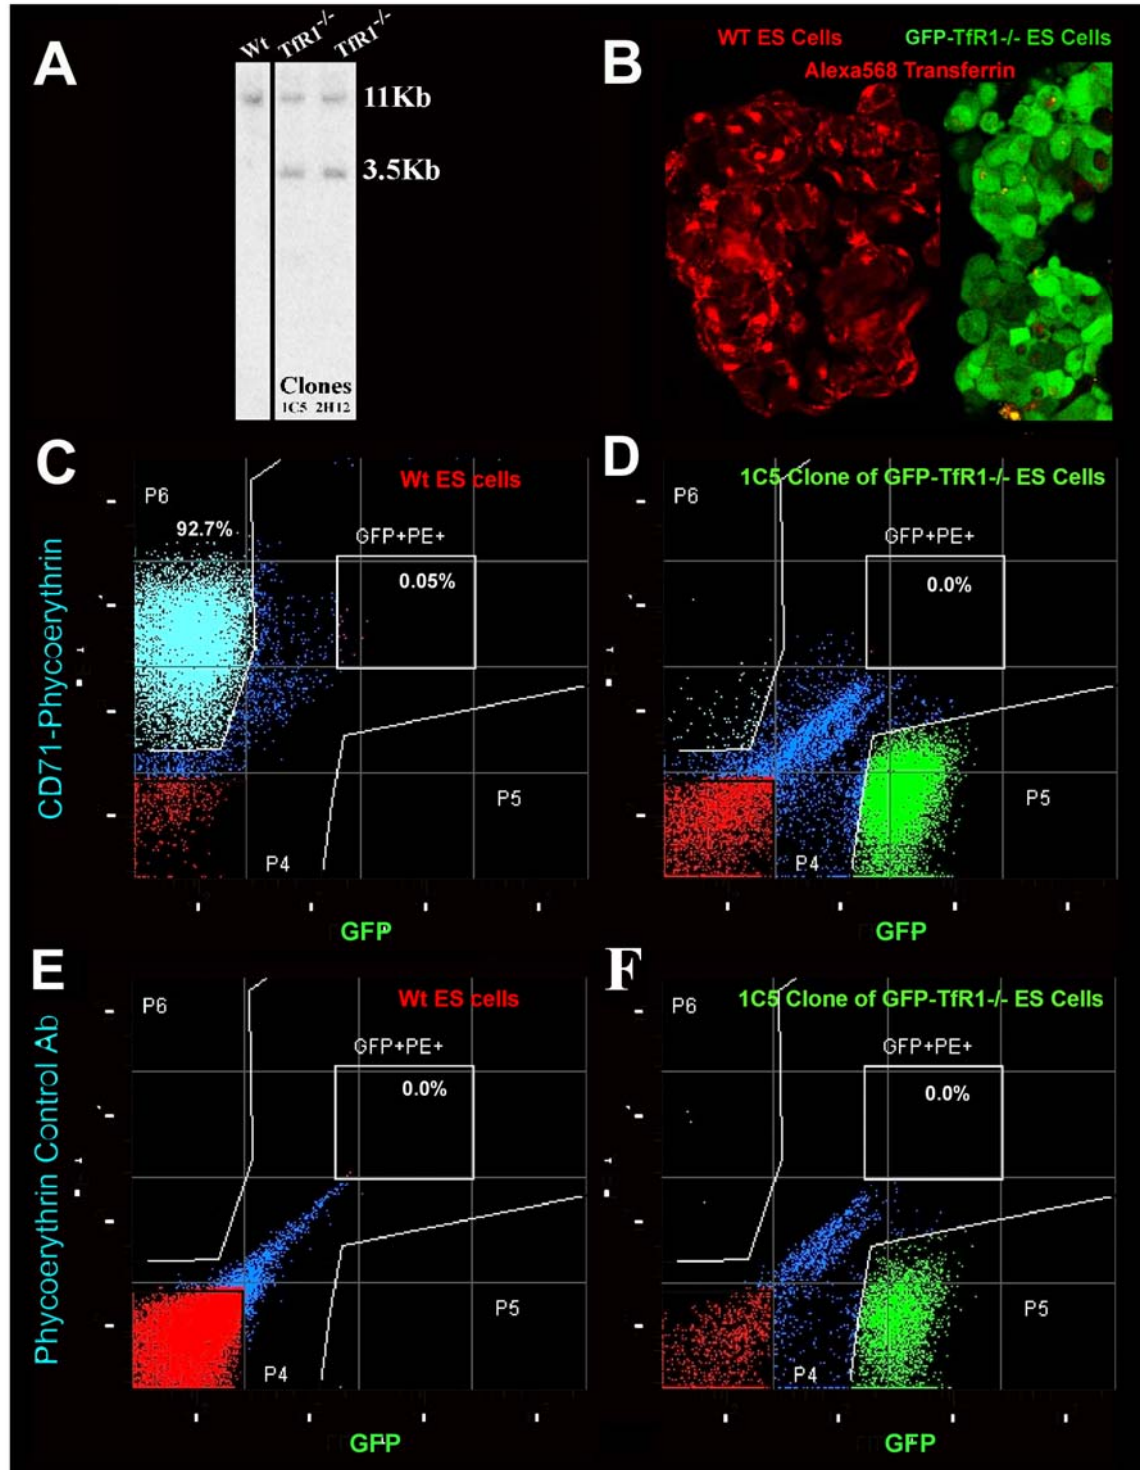 A
Wt TfR1-/- TfR1-/-
11Kb
3.5Kb
Clones
1C5 2H12
B
WT ES Cells GFP-TfR1-/- ES Cells
Alexa568 Transferrin
C
CD71-Phycoerythrin
P6
Wt ES cells
92.7%
GFP+PE+
0.05%
P5
P4
GFP
D
P6
1C5 Clone of GFP-TfR1-/- ES Cells
GFP+PE+
0.0%
P5
P4
GFP
E
Phycoerythrin Control Ab
P6
Wt ES cells
GFP+PE+
0.0%
P5
P4
GFP
F
P6
1C5 Clone of GFP-TfR1-/- ES Cells
GFP+PE+
0.0%
P5
P4
GFP